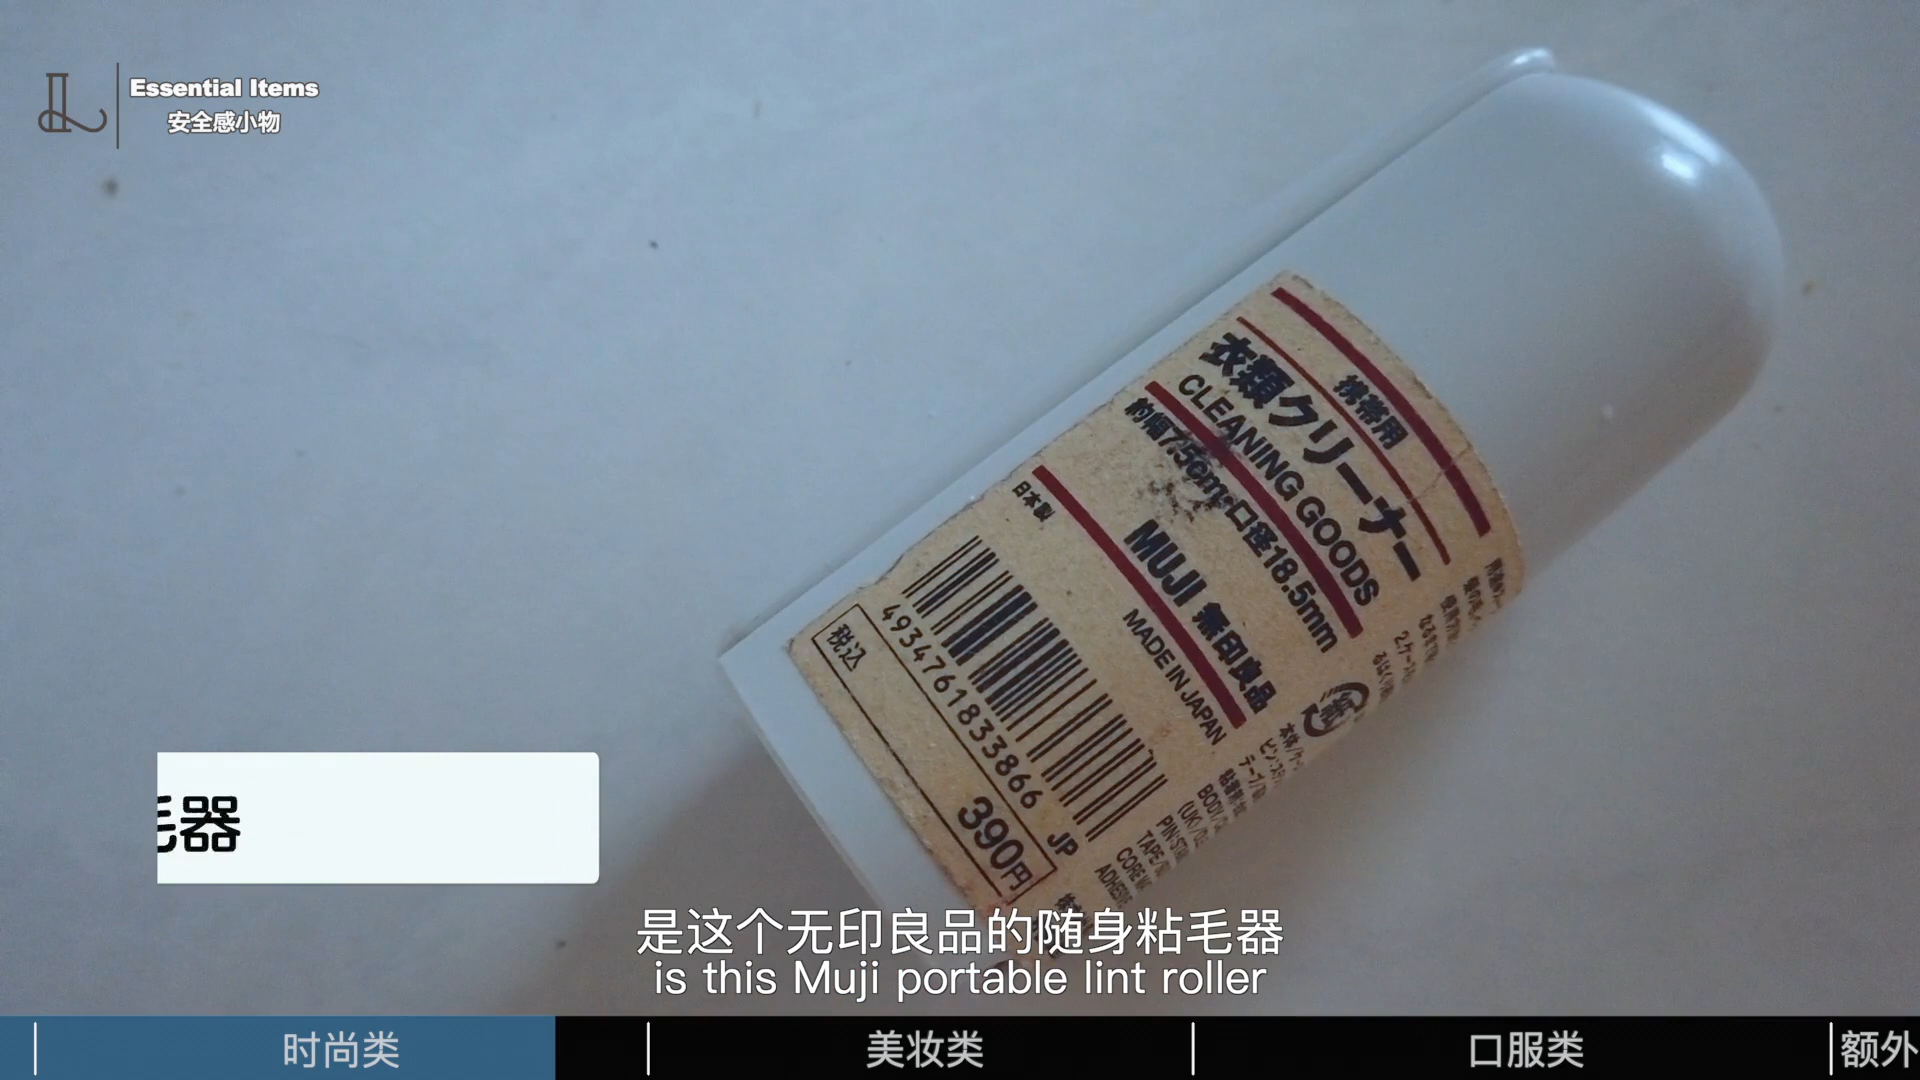 Essential Items
安全感小物
携帯用
衣類クリーナー
CLEANING GOODS
約幅7.5cm・口径18.5mm
MUJI 無印良品
日本製
MADE IN JAPAN
4934761833866
JP
税込
390円
BODY/
(UK)/
TAPE/
毛器
是这个无印良品的随身粘毛器
is this Muji portable lint roller
时尚类
美妆类
口服类
额外